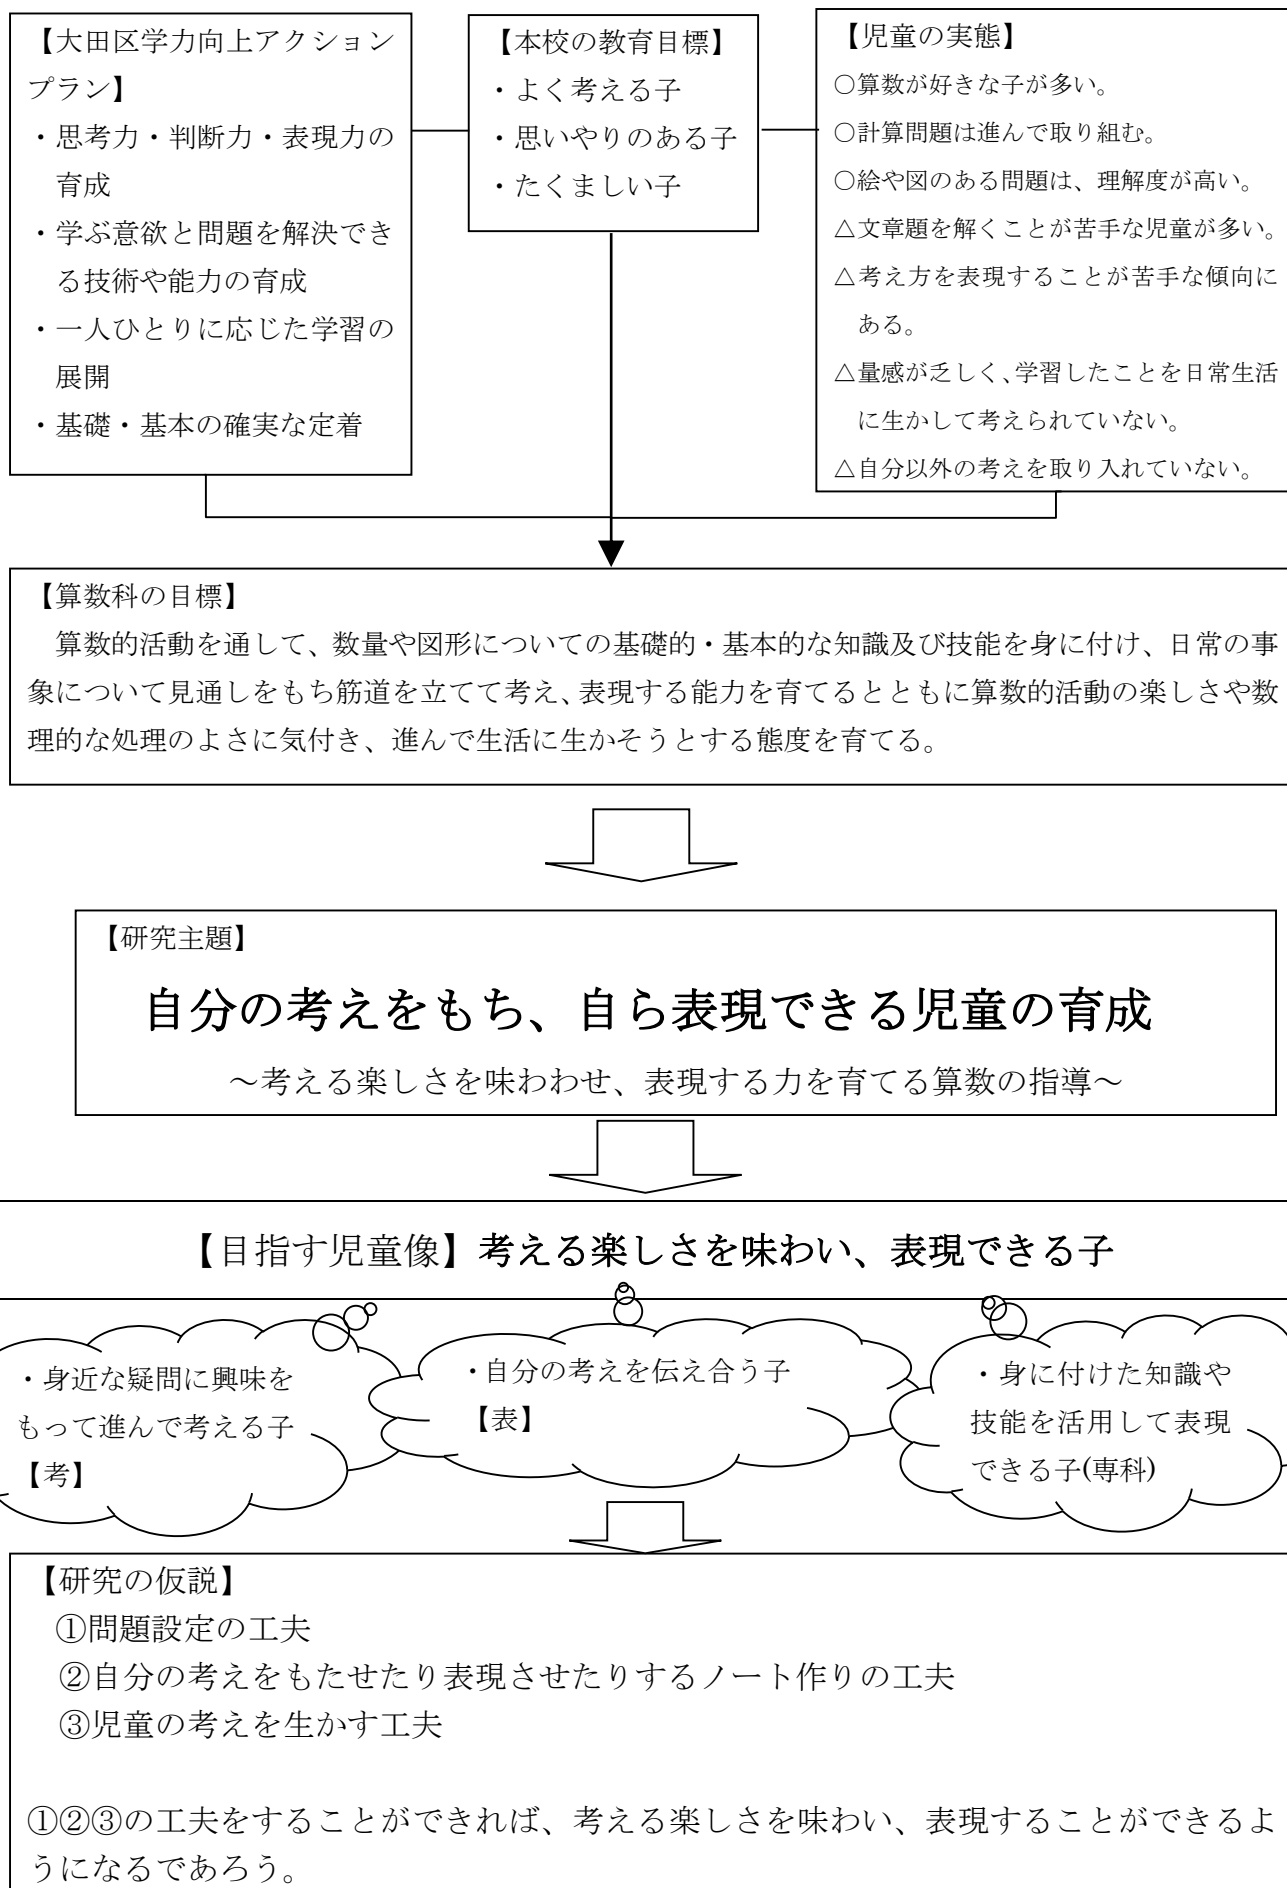 【大田区学力向上アクション
プラン】
・思考力・判断力・表現力の
育成
・学ぶ意欲と問題を解決でき
る技術や能力の育成
・一人ひとりに応じた学習の
展開
・基礎・基本の確実な定着
【本校の教育目標】
・よく考える子
・思いやりのある子
・たくましい子
【児童の実態】
○算数が好きな子が多い。
○計算問題は進んで取り組む。
○絵や図のある問題は、理解度が高い。
△文章題を解くことが苦手な児童が多い。
△考え方を表現することが苦手な傾向に
ある。
△量感が乏しく、学習したことを日常生活
に生かして考えられていない。
△自分以外の考えを取り入れていない。
【算数科の目標】
算数的活動を通して、数量や図形についての基礎的・基本的な知識及び技能を身に付け、日常の事
象について見通しをもち筋道を立てて考え、表現する能力を育てるとともに算数的活動の楽しさや数
理的な処理のよさに気付き、進んで生活に生かそうとする態度を育てる。
【研究主題】
自分の考えをもち、自ら表現できる児童の育成
～考える楽しさを味わわせ、表現する力を育てる算数の指導～
【目指す児童像】考える楽しさを味わい、表現できる子
・身近な疑問に興味を
もって進んで考える子
【考】
・自分の考えを伝え合う子
【表】
・身に付けた知識や
技能を活用して表現
できる子(専科)
【研究の仮説】
①問題設定の工夫
②自分の考えをもたせたり表現させたりするノート作りの工夫
③児童の考えを生かす工夫
①②③の工夫をすることができれば、考える楽しさを味わい、表現することができるよ
うになるであろう。